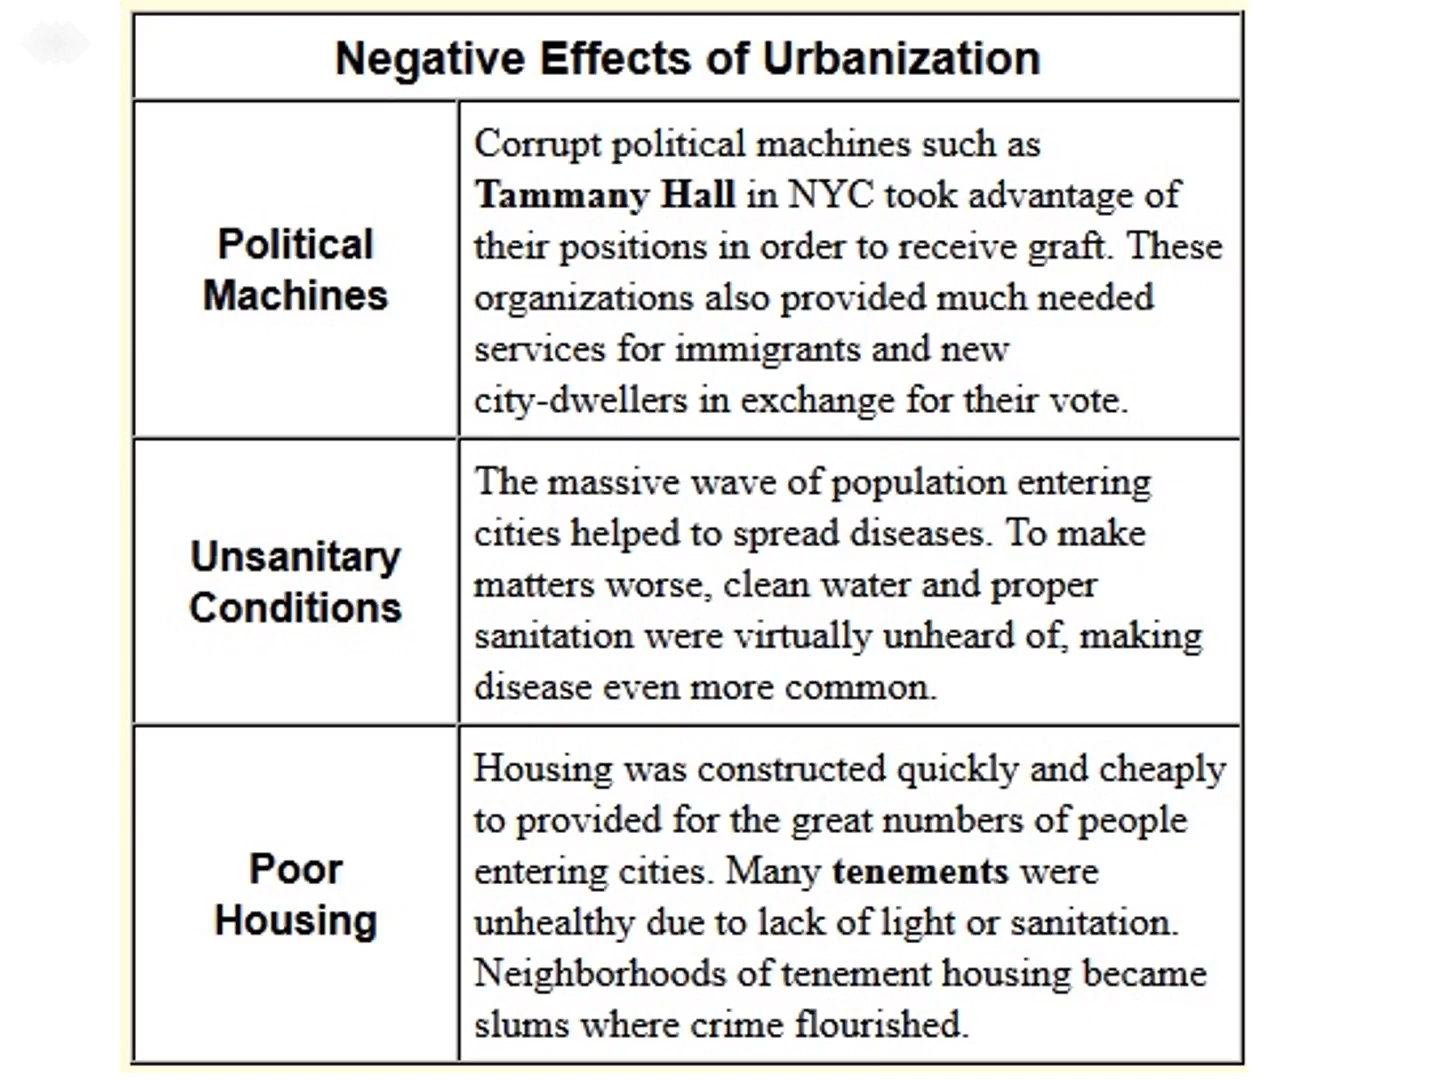 Negative Effects of Urbanization
Political
Machines
Corrupt political machines such as
Tammany Hall in NYC took advantage of
their positions in order to receive graft. These
organizations also provided much needed
services for immigrants and new
city-dwellers in exchange for their vote.
Unsanitary
Conditions
The massive wave of population entering
cities helped to spread diseases. To make
matters worse, clean water and proper
sanitation were virtually unheard of, making
disease even more common.
Poor
Housing
Housing was constructed quickly and cheaply
to provided for the great numbers of people
entering cities. Many tenements were
unhealthy due to lack of light or sanitation.
Neighborhoods of tenement housing became
slums where crime flourished.